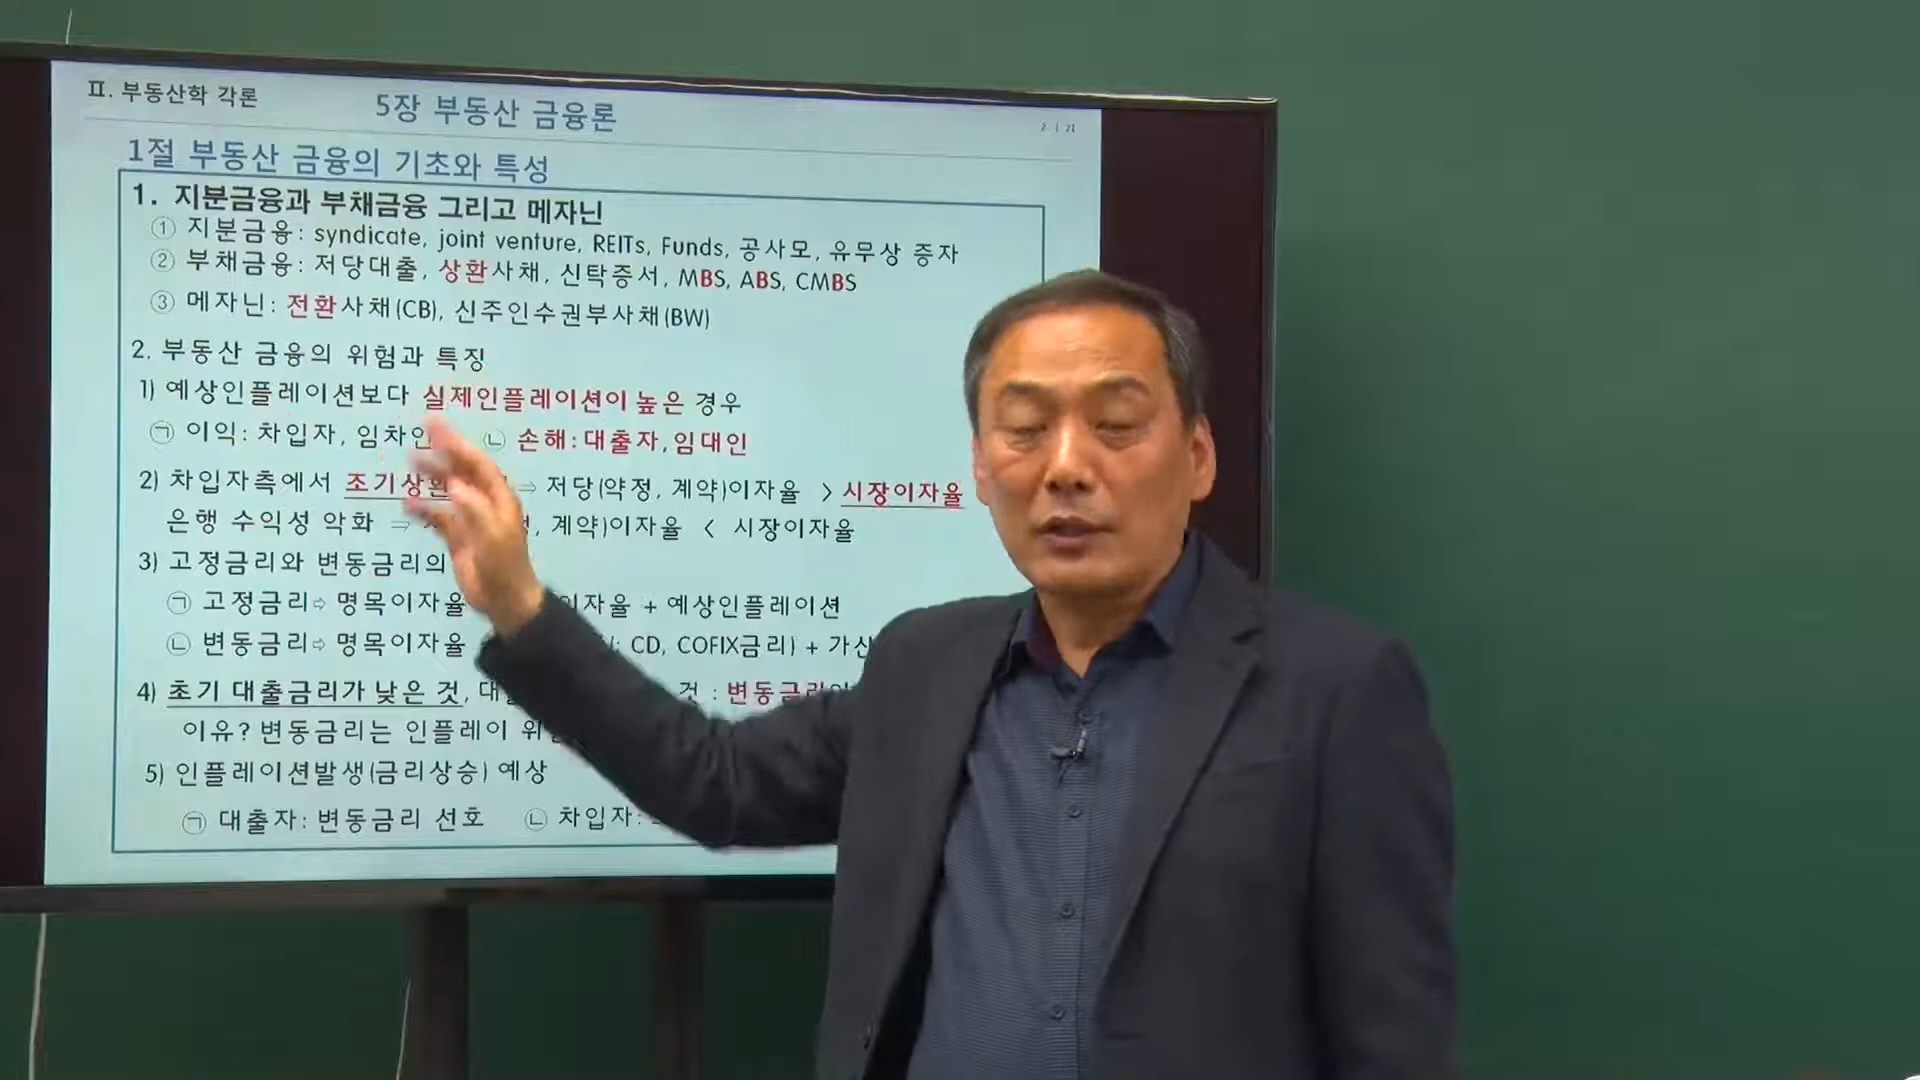 Ⅱ. 부동산학 각론
5장 부동산 금융론
2 | 21
1절 부동산 금융의 기초와 특성
1. 지분금융과 부채금융 그리고 메자닌
① 지분금융: syndicate, joint venture, REITs, Funds, 공사모, 유무상 증자
② 부채금융: 저당대출, 상환사채, 신탁증서, MBS, ABS, CMBS
③ 메자닌: 전환사채(CB), 신주인수권부사채(BW)
2. 부동산 금융의 위험과 특징
1) 예상인플레이션보다 실제인플레이션이 높은 경우
㉠ 이익: 차입자, 임차인 ㉡ 손해: 대출자, 임대인
2) 차입자측에서 조기상환 ⇒ 저당(약정, 계약)이자율 > 시장이자율
은행 수익성 악화 ⇒ , 계약)이자율 < 시장이자율
3) 고정금리와 변동금리의
㉠ 고정금리⇨ 명목이자율 이자율 + 예상인플레이션
㉡ 변동금리⇨ 명목이자율 : CD, COFIX금리) + 가산
4) 초기 대출금리가 낮은 것, 것 : 변동금리
이유? 변동금리는 인플레이
5) 인플레이션발생(금리상승) 예상
㉠ 대출자: 변동금리 선호 ㉡ 차입자: